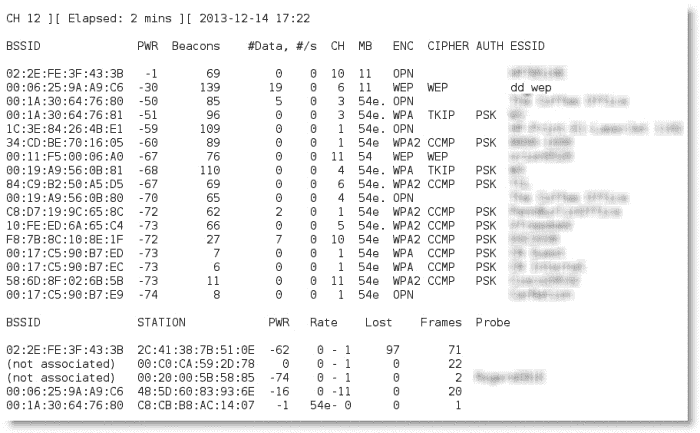 CH 12 ][ Elapsed: 2 mins ][ 2013-12-14 17:22
BSSID PWR Beacons #Data, #/s CH MB ENC CIPHER AUTH ESSID
02:2E:FE:3F:43:3B -1 69 0 0 10 11 OPN
00:06:25:9A:A9:C6 -30 139 19 0 6 11 WEP WEP dd_wep
00:1A:30:64:76:80 -50 85 5 0 3 54e. OPN
00:1A:30:64:76:81 -51 96 0 0 3 54e. WPA TKIP PSK
1C:3E:84:26:4B:E1 -59 109 0 0 1 54e. OPN
34:CD:BE:70:16:05 -60 89 0 0 1 54e WPA2 CCMP PSK
00:11:F5:00:06:A0 -67 76 0 0 11 54 WEP WEP
00:19:A9:56:0B:81 -68 110 0 0 4 54e. WPA TKIP PSK
84:C9:B2:50:A5:D5 -67 69 0 0 6 54e. WPA2 CCMP PSK
00:19:A9:56:0B:80 -70 65 0 0 4 54e. OPN
C8:D7:19:9C:65:8C -72 62 2 0 1 54e WPA2 CCMP PSK
10:FE:ED:6A:65:C4 -73 66 0 0 5 54e. WPA2 CCMP PSK
F8:7B:8C:10:8E:1F -72 27 7 0 10 54e WPA2 CCMP PSK
00:17:C5:90:B7:ED -73 7 0 0 1 54e WPA CCMP PSK
00:17:C5:90:B7:EC -73 6 0 0 1 54e WPA CCMP PSK
58:6D:8F:02:6B:5B -73 11 0 0 11 54e WPA2 CCMP PSK
00:17:C5:90:B7:E9 -74 8 0 0 1 54e OPN
BSSID STATION PWR Rate Lost Frames Probe
02:2E:FE:3F:43:3B 2C:41:38:7B:51:0E -62 0 - 1 97 71
(not associated) 00:C0:CA:59:2D:78 0 0 - 1 0 22
(not associated) 00:20:00:5B:58:85 -74 0 - 1 0 2
00:06:25:9A:A9:C6 48:5D:60:83:93:6E -16 0 -11 0 20
00:1A:30:64:76:80 C8:CB:B8:AC:14:07 -1 54e- 0 0 1